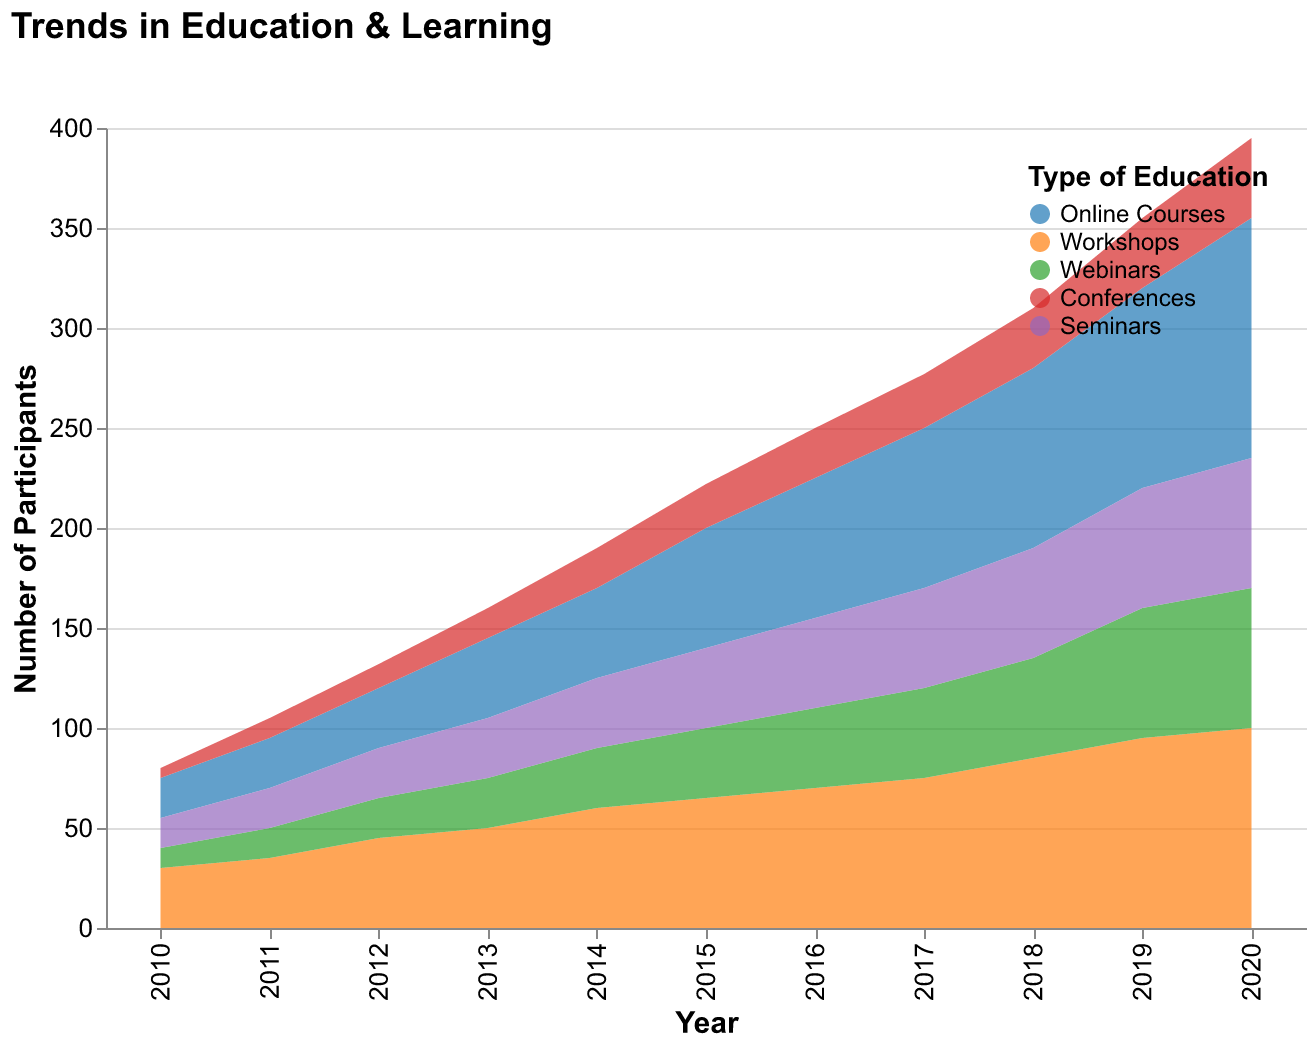 Trends in Education & Learning
400
350
300
250
200
150
100
50
0
Number of Participants
Type of Education
Online Courses
Workshops
Webinars
Conferences
Seminars
2010
2011
2012
2013
2014
2015
2016
2017
2018
2019
2020
Year